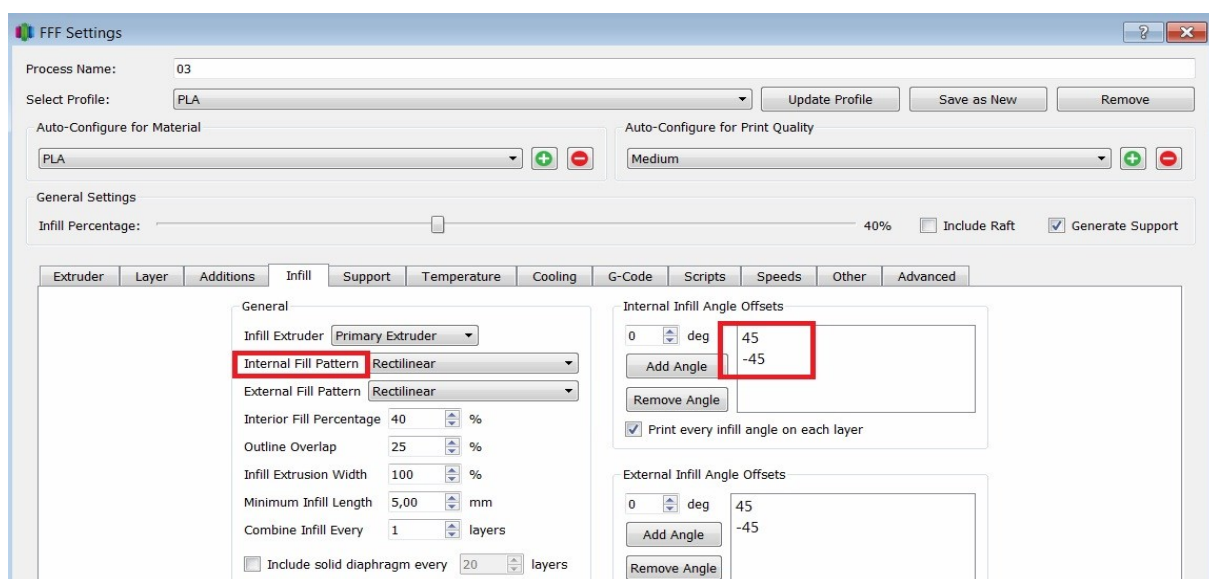 FFF Settings
Process Name: 03
Select Profile: PLA Update Profile Save as New Remove
Auto-Configure for Material Auto-Configure for Print Quality
PLA Medium
General Settings
Infill Percentage: 40% Include Raft Generate Support
Extruder Layer Additions Infill Support Temperature Cooling G-Code Scripts Speeds Other Advanced
General
Infill Extruder Primary Extruder
Internal Fill Pattern Rectilinear
External Fill Pattern Rectilinear
Interior Fill Percentage 40 %
Outline Overlap 25 %
Infill Extrusion Width 100 %
Minimum Infill Length 5,00 mm
Combine Infill Every 1 layers
Include solid diaphragm every 20 layers
Internal Infill Angle Offsets
0 deg 45
-45
Add Angle
Remove Angle
Print every infill angle on each layer
External Infill Angle Offsets
0 deg 45
-45
Add Angle
Remove Angle